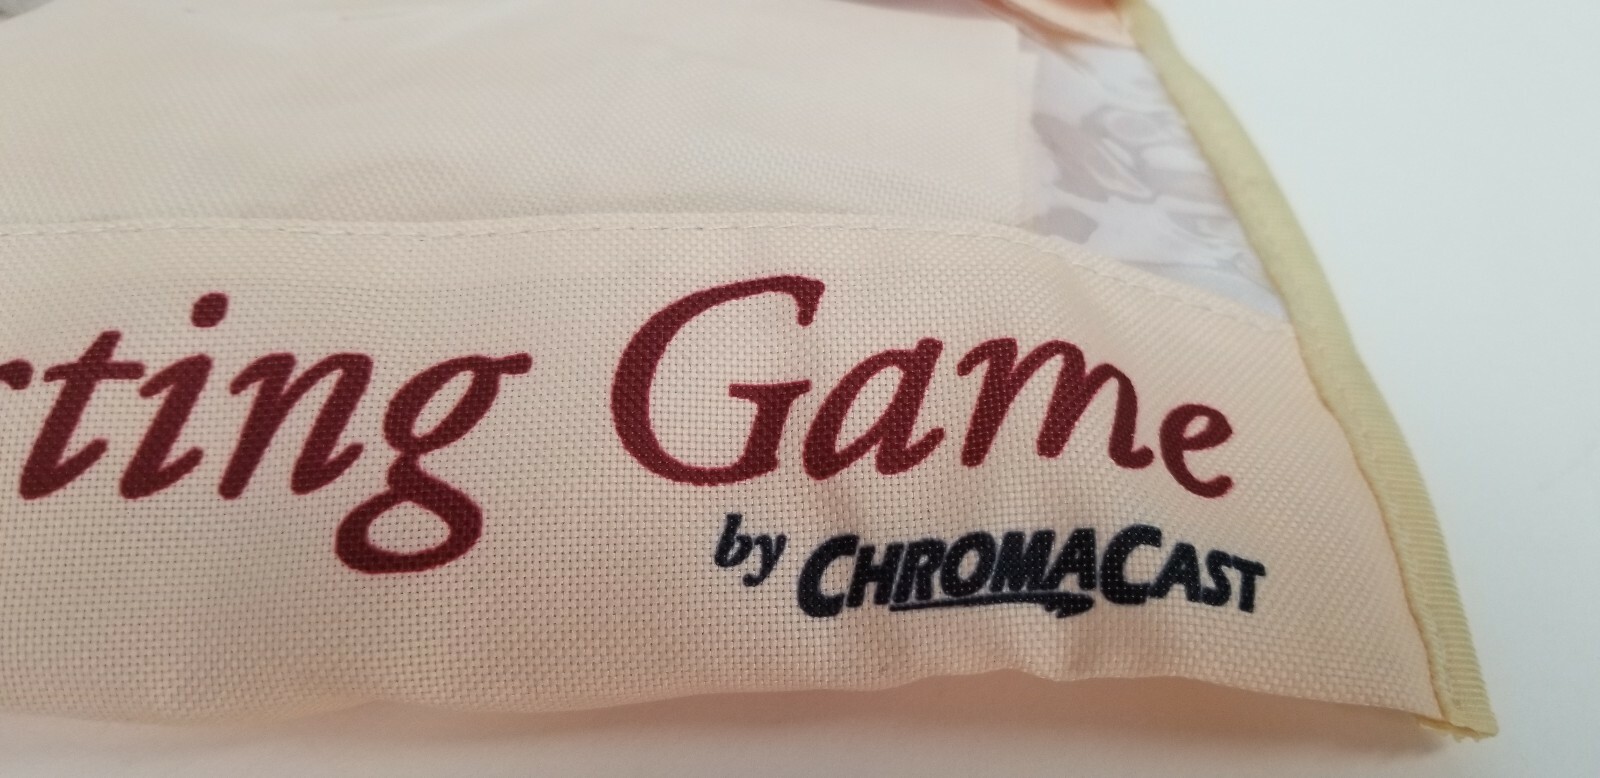 rting Game
by CHROMACAST